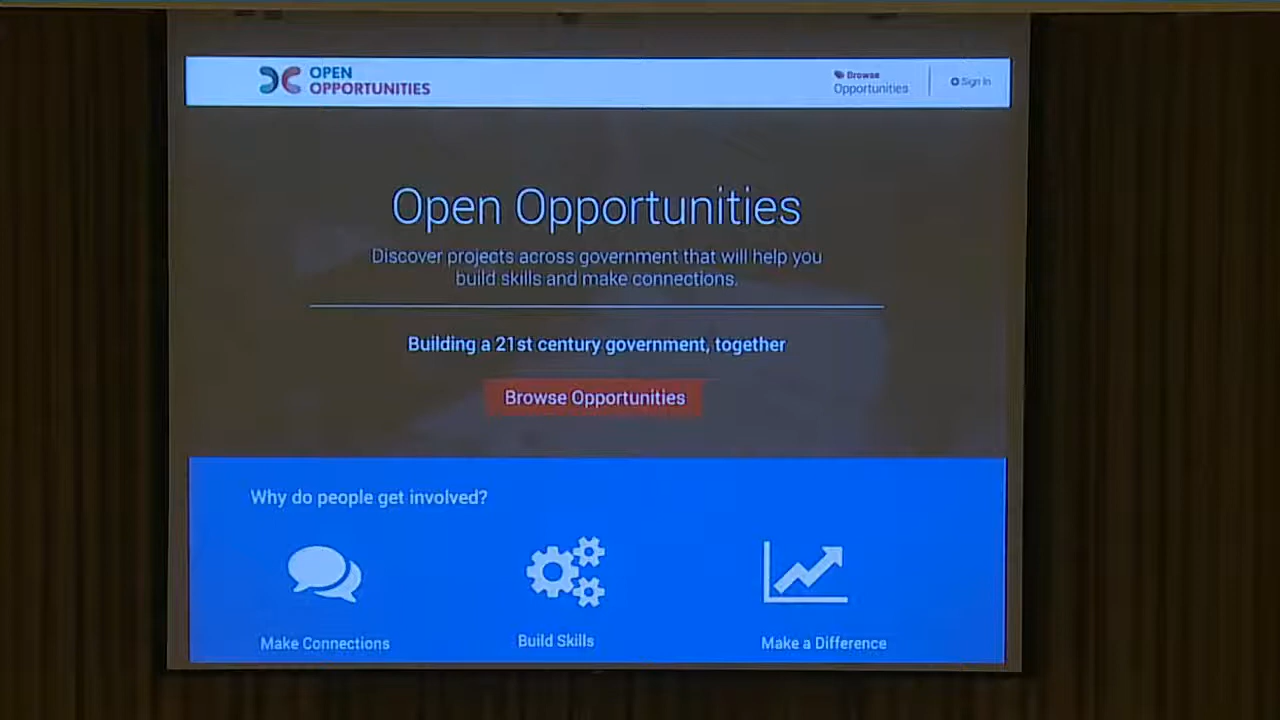 OPEN
OPPORTUNITIES
Browse
Opportunities
Sign In
Open Opportunities
Discover projects across government that will help you
build skills and make connections.
Building a 21st century government, together
Browse Opportunities
Why do people get involved?
Make Connections
Build Skills
Make a Difference